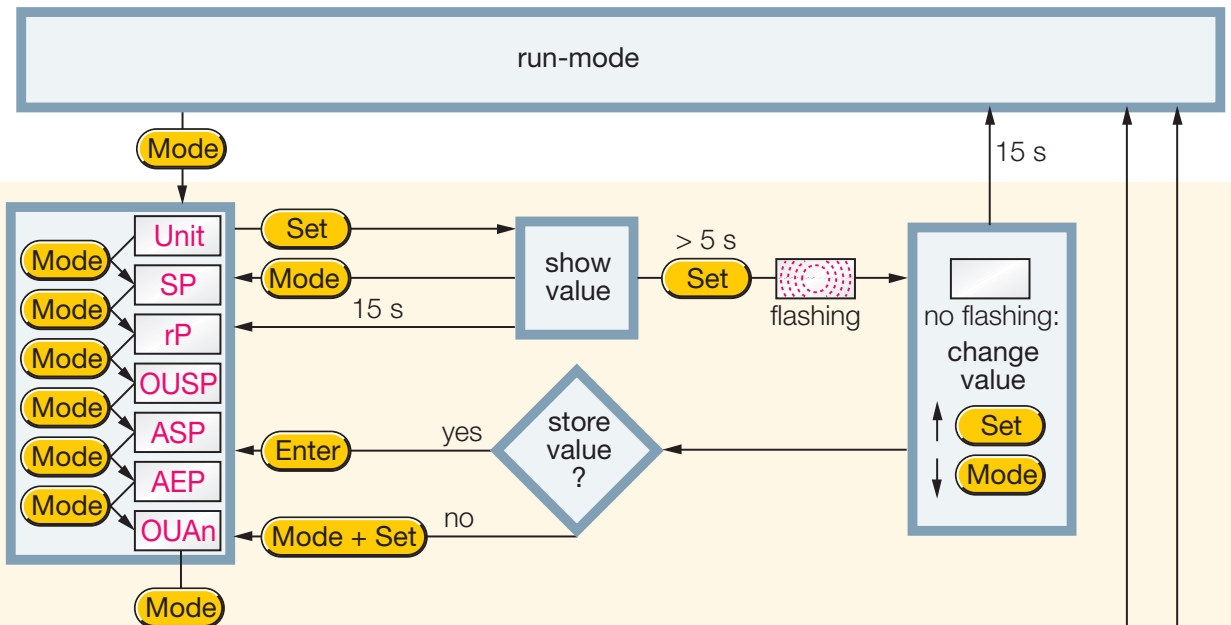 run-mode
Mode
15 s
Unit
Mode
SP
Mode
rP
Mode
OUSP
Mode
ASP
Mode
AEP
Mode
OUAn
Mode
Set
Mode
15 s
show
value
> 5 s
Set
flashing
no flashing:
change
value
Set
Mode
store
value
?
yes
Enter
no
Mode + Set